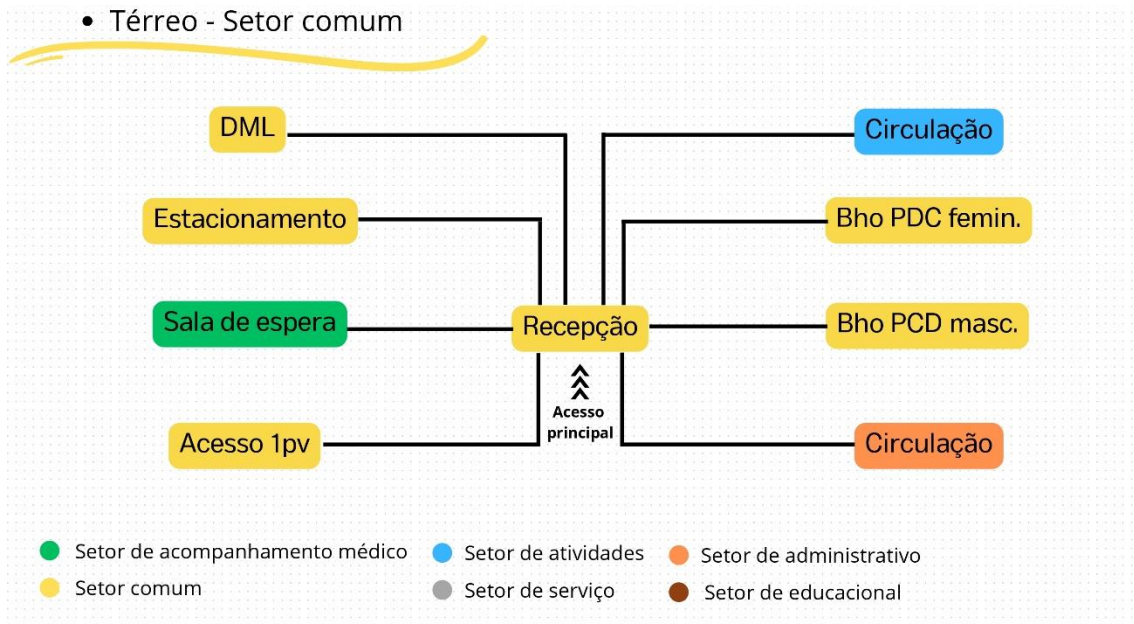 • Térreo - Setor comum
DML
Circulação
Estacionamento
Bho PDC femin.
Sala de espera
Recepção
Bho PCD masc.
Acesso
principal
Acesso 1pv
Circulação
Setor de acompanhamento médico
Setor de atividades
Setor de administrativo
Setor comum
Setor de serviço
Setor de educacional